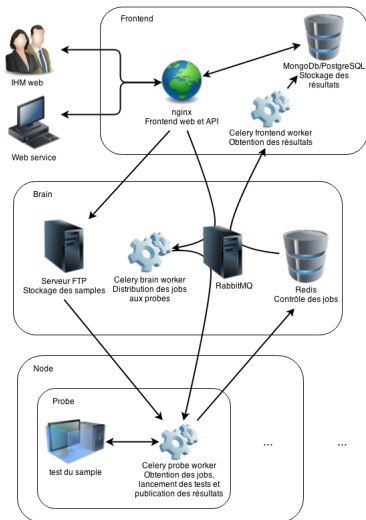 Frontend
IHM web
Web service
nginx
Frontend web et API
MongoDb/PostgreSQL
Stockage des
résultats
Celery frontend worker
Obtention des résultats
Brain
Serveur FTP
Stockage des samples
Celery brain worker
Distribution des jobs
aux probes
RabbitMQ
Redis
Contrôle des jobs
Node
Probe
test du sample
Celery probe worker
Obtention des jobs,
lancement des tests et
publication des résultats
...
...